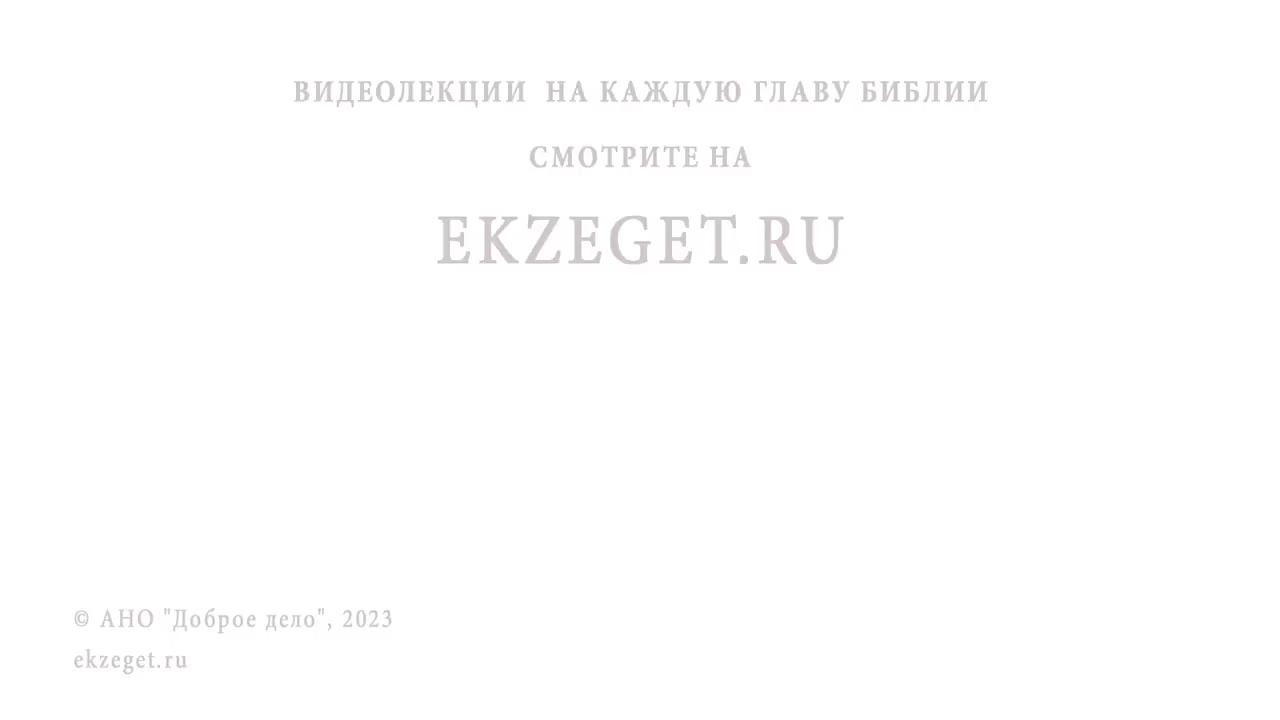 ВИДЕОЛЕКЦИИ НА КАЖДУЮ ГЛАВУ БИБЛИИ
СМОТРИТЕ НА
EKZEGET.RU
© АНО "Доброе дело", 2023
ekzeget.ru